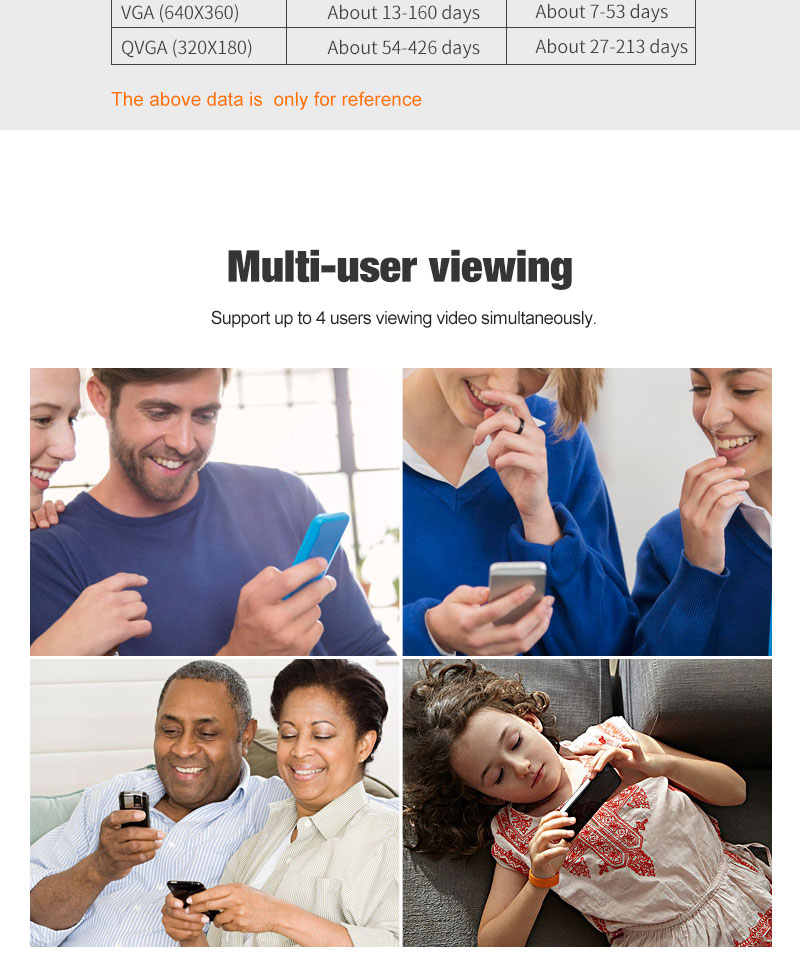 VGA (640X360) About 13-160 days About 7-53 days
QVGA (320X180) About 54-426 days About 27-213 days
The above data is only for reference
Multi-user viewing
Support up to 4 users viewing video simultaneously.